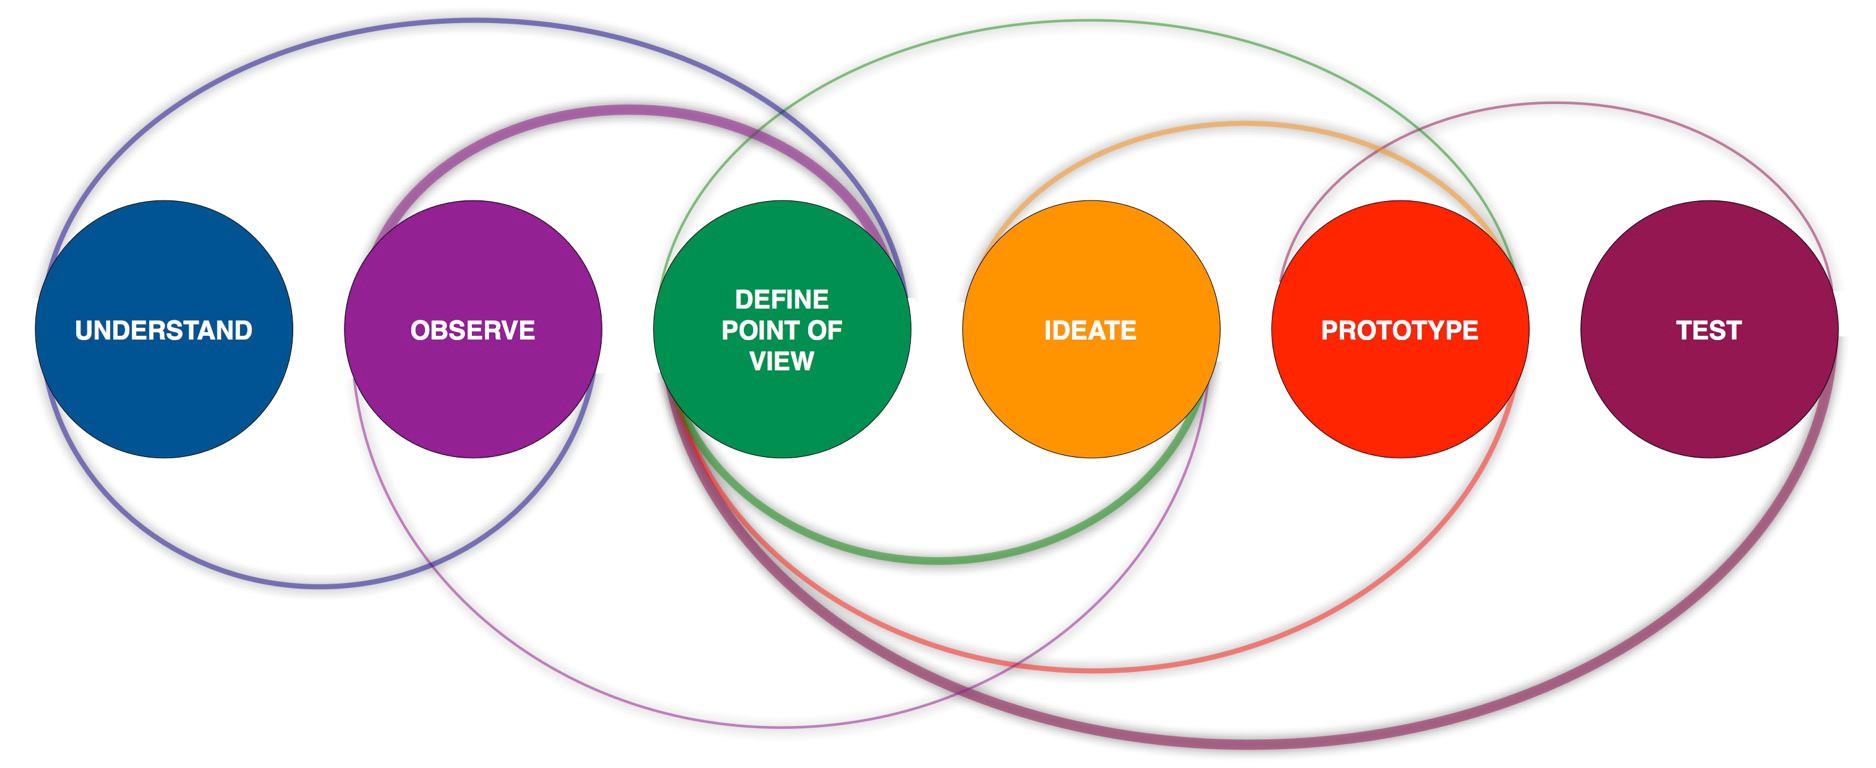 UNDERSTAND
OBSERVE
DEFINE
POINT OF
VIEW
IDEATE
PROTOTYPE
TEST